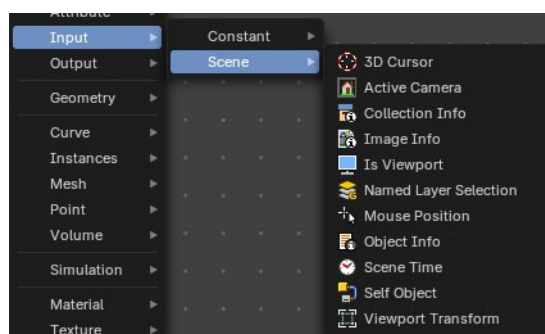 Attribute
Input
Output
Geometry
Curve
Instances
Mesh
Point
Volume
Simulation
Material
Texture
Constant
Scene
3D Cursor
Active Camera
Collection Info
Image Info
Is Viewport
Named Layer Selection
Mouse Position
Object Info
Scene Time
Self Object
Viewport Transform